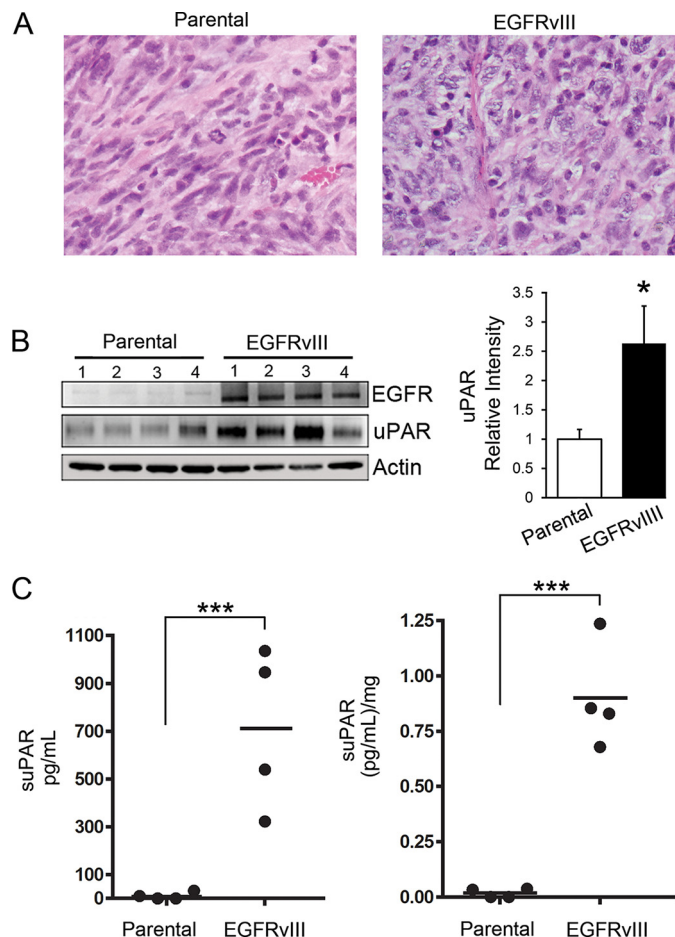 A
Parental
EGFRvIII
B
Parental
EGFRvIII
1 2 3 4 1 2 3 4
EGFR
uPAR
Actin
uPAR
Relative Intensity
3.5
3
2.5
2
1.5
1
0.5
0
*
Parental
EGFRvIIII
C
suPAR
pg/mL
1100
900
700
500
300
100
0
***
Parental
EGFRvIII
suPAR
(pg/mL)/mg
1.25
1.00
0.75
0.50
0.25
0.00
***
Parental
EGFRvIII